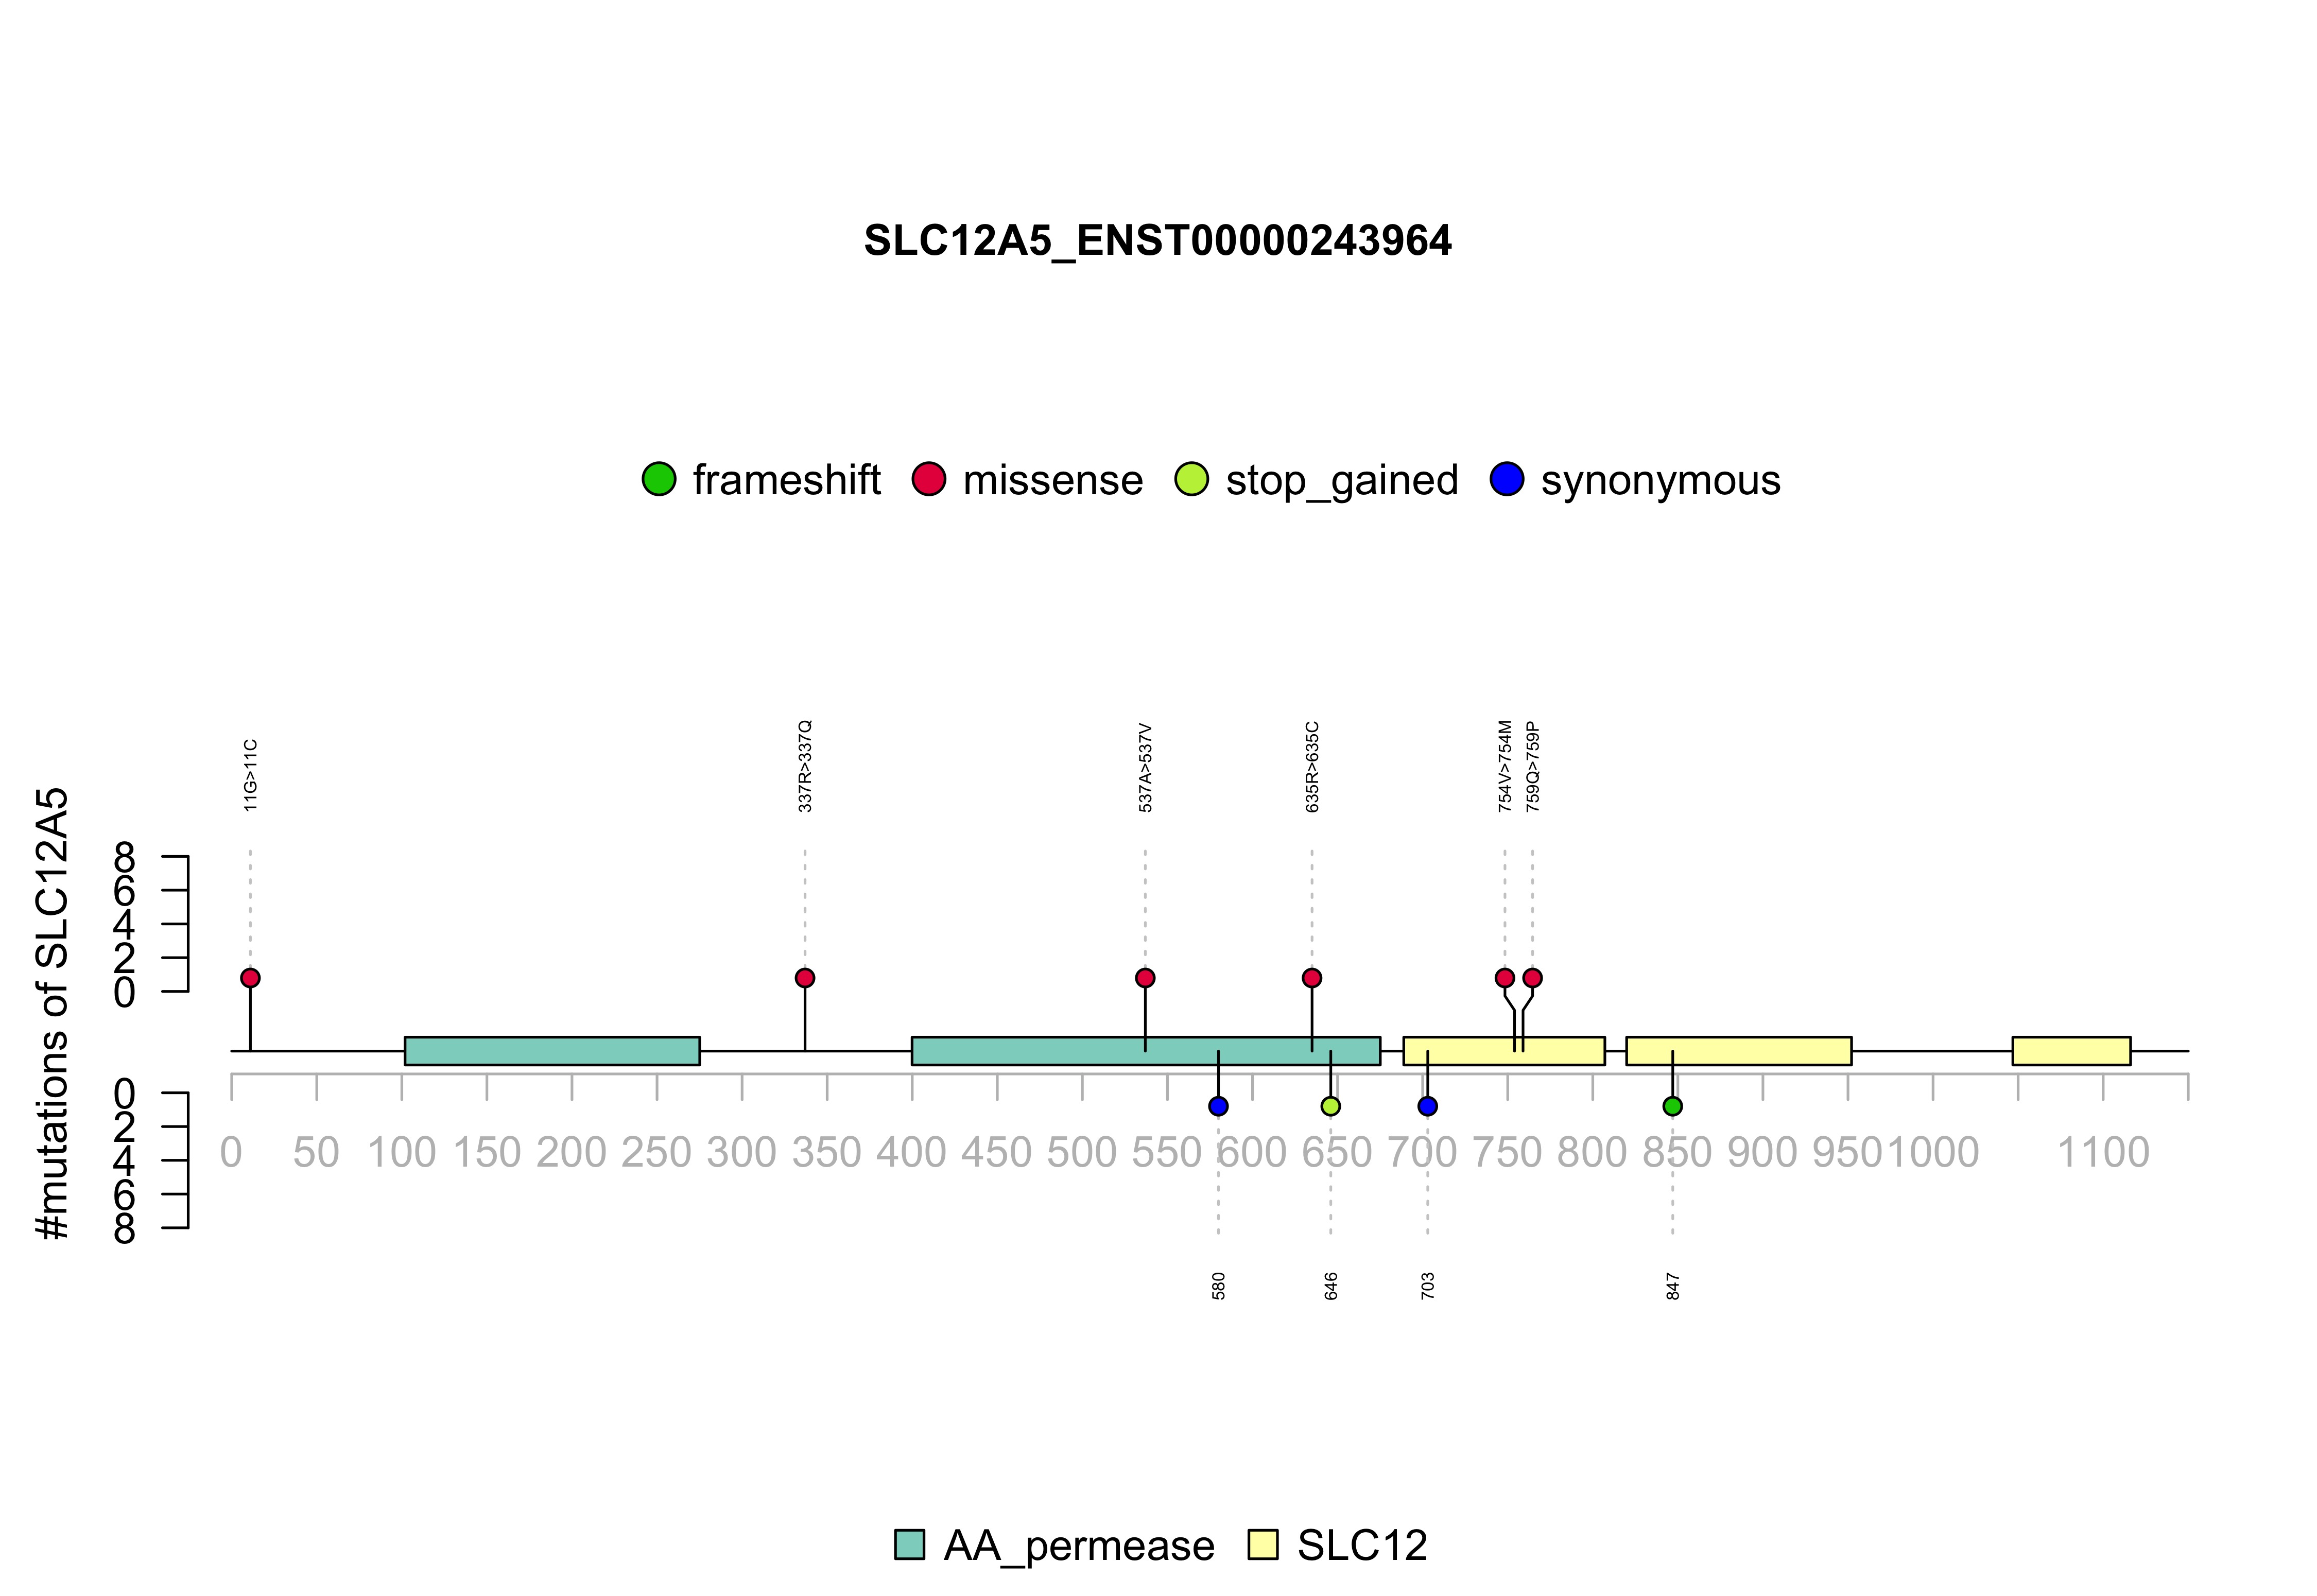 SLC12A5_ENST00000243964
frameshift missense stop_gained synonymous
11G>11C
337R>337Q
537A>537V
635R>635C
754V>754M
759Q>759P
#mutations of SLC12A5
8
6
4
2
0
0
2
4
6
8
0 50 100 150 200 250 300 350 400 450 500 550 600 650 700 750 800 850 900 950 1000 1100
580
646
703
847
AA_permease SLC12